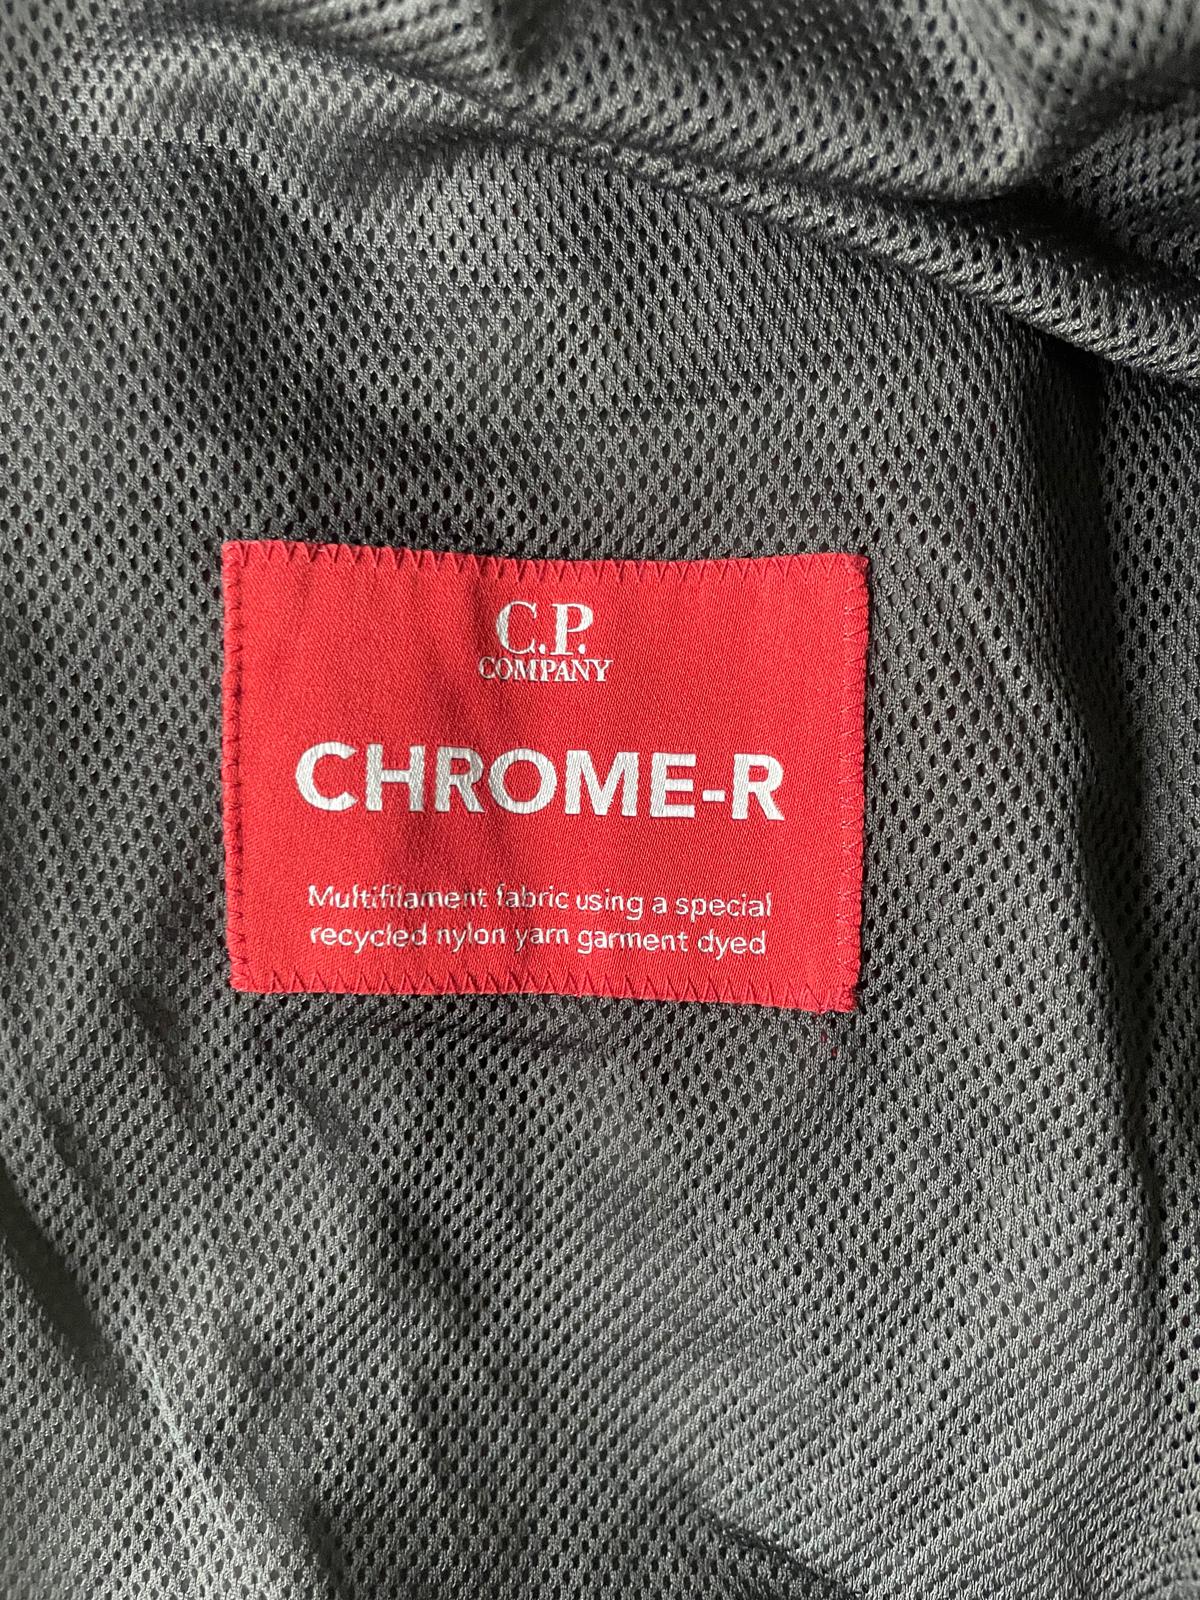 C.P.
COMPANY
CHROME-R
Multifilament fabric using a special
recycled nylon yarn garment dyed